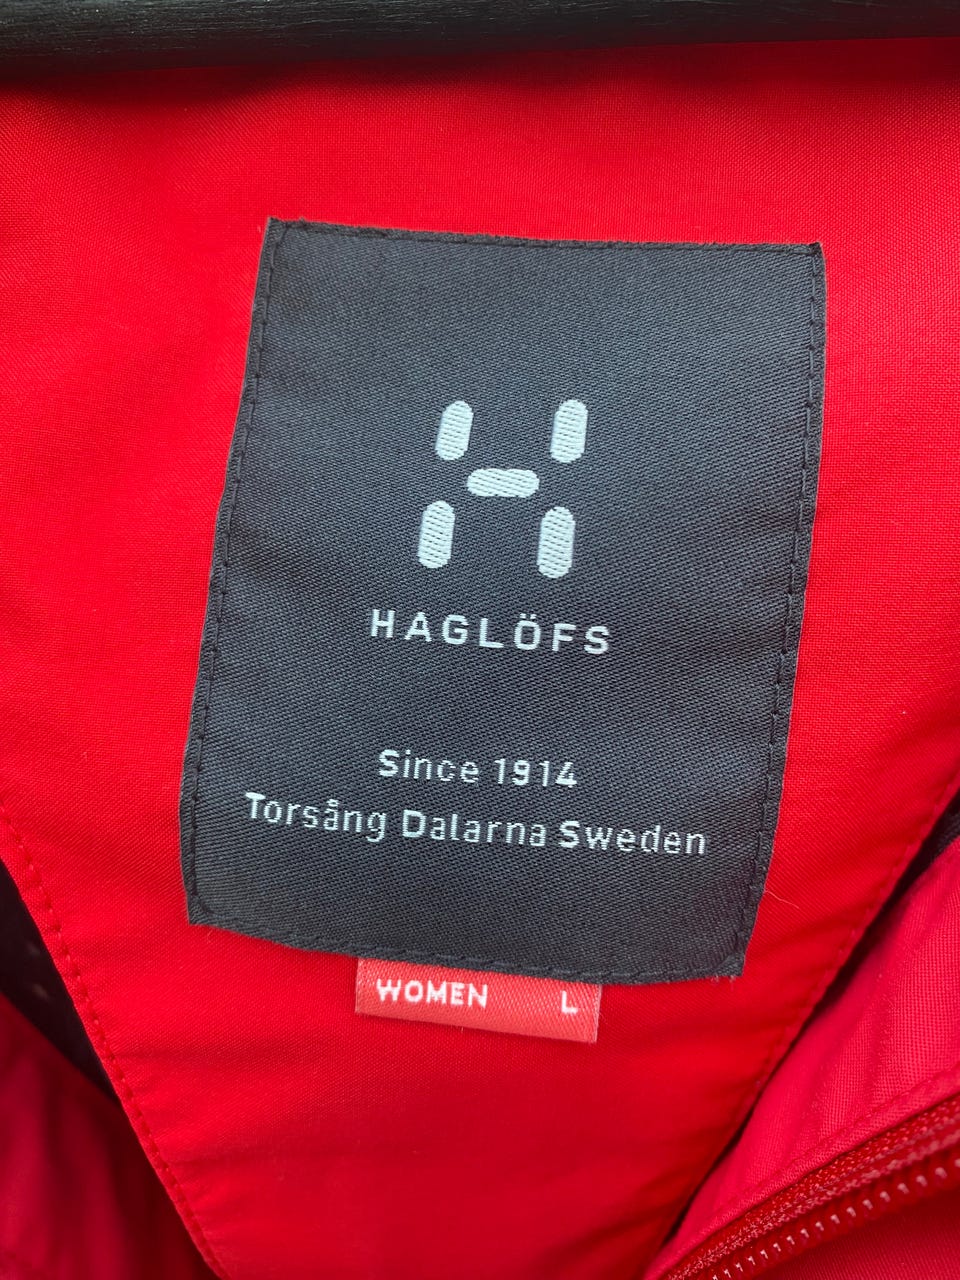 HAGLÖFS
Since 1914
Torsång Dalarna Sweden
WOMEN L